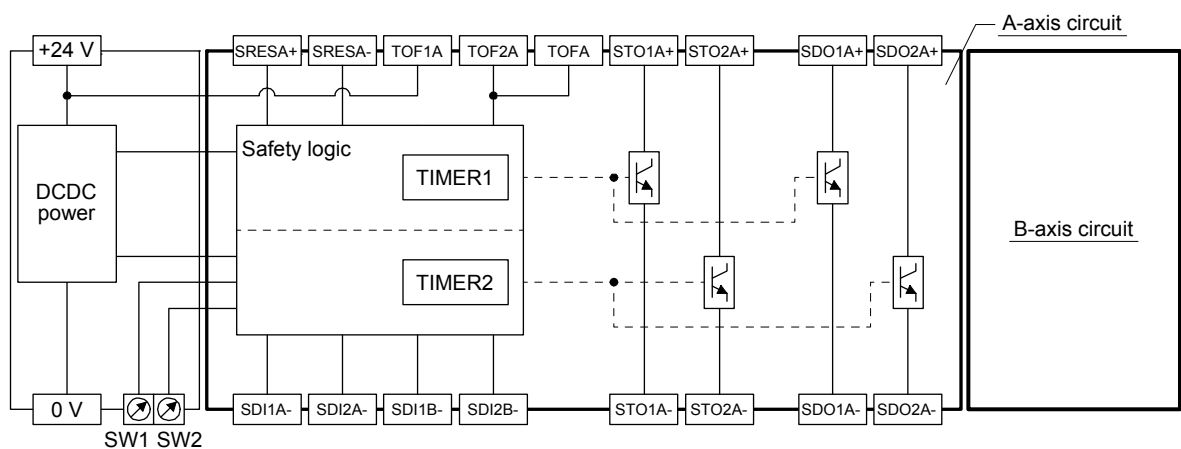 A-axis circuit
+24 V
SRESA+
SRESA-
TOF1A
TOF2A
TOFA
STO1A+
STO2A+
SDO1A+
SDO2A+
Safety logic
TIMER1
DCDC
power
B-axis circuit
TIMER2
0 V
SDI1A-
SDI2A-
SDI1B-
SDI2B-
STO1A-
STO2A-
SDO1A-
SDO2A-
SW1 SW2